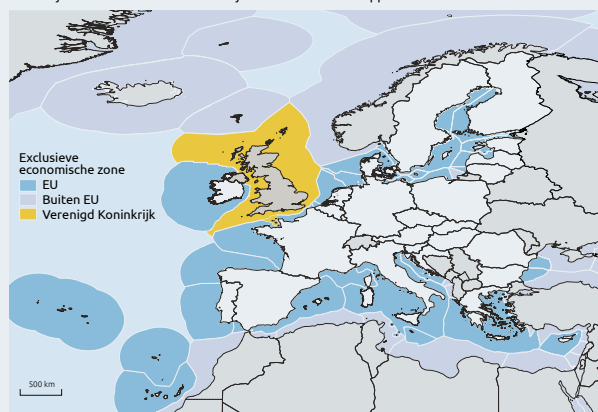 Exclusieve
economische zone
EU
Buiten EU
Verenigd Koninkrijk
500 km